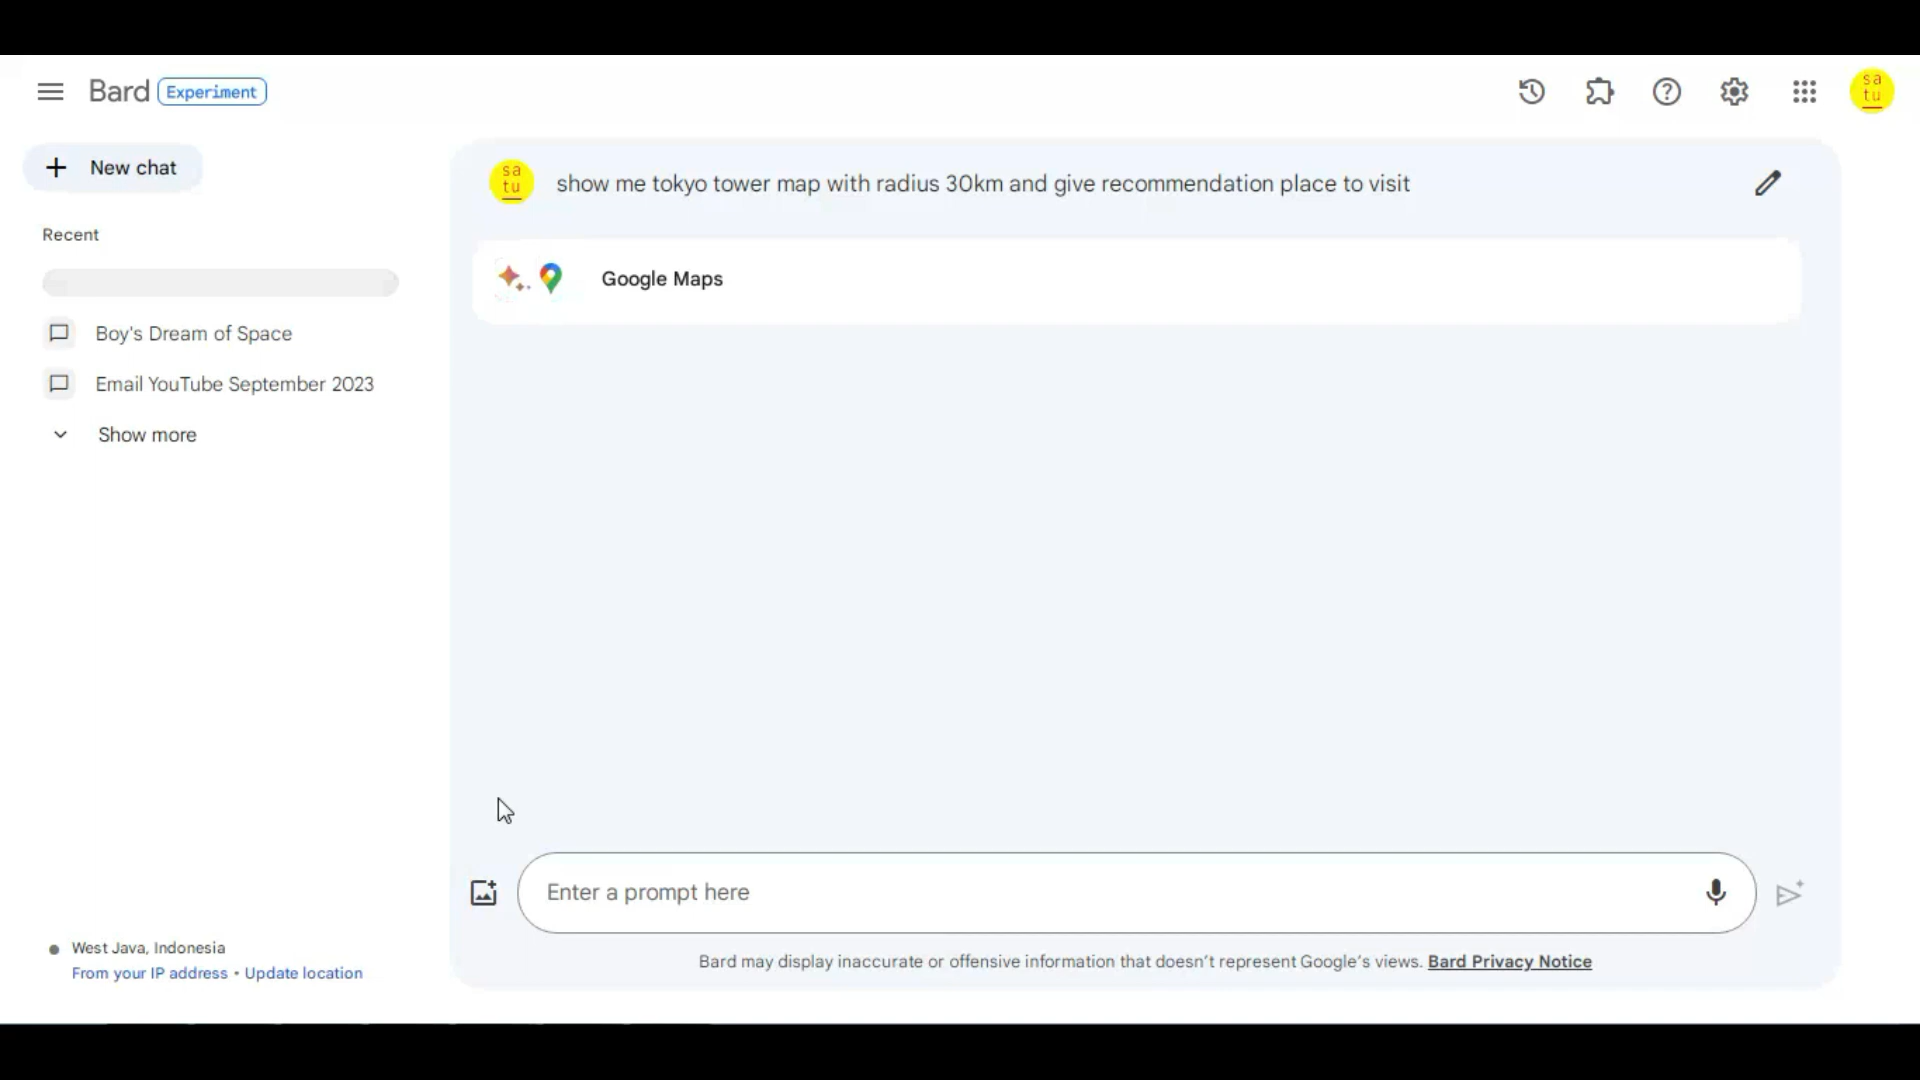 Bard Experiment
sa
tu
New chat
Recent
Boy's Dream of Space
Email YouTube September 2023
Show more
West Java, Indonesia
From your IP address • Update location
sa
tu
show me tokyo tower map with radius 30km and give recommendation place to visit
Google Maps
Enter a prompt here
Bard may display inaccurate or offensive information that doesn't represent Google's views. Bard Privacy Notice